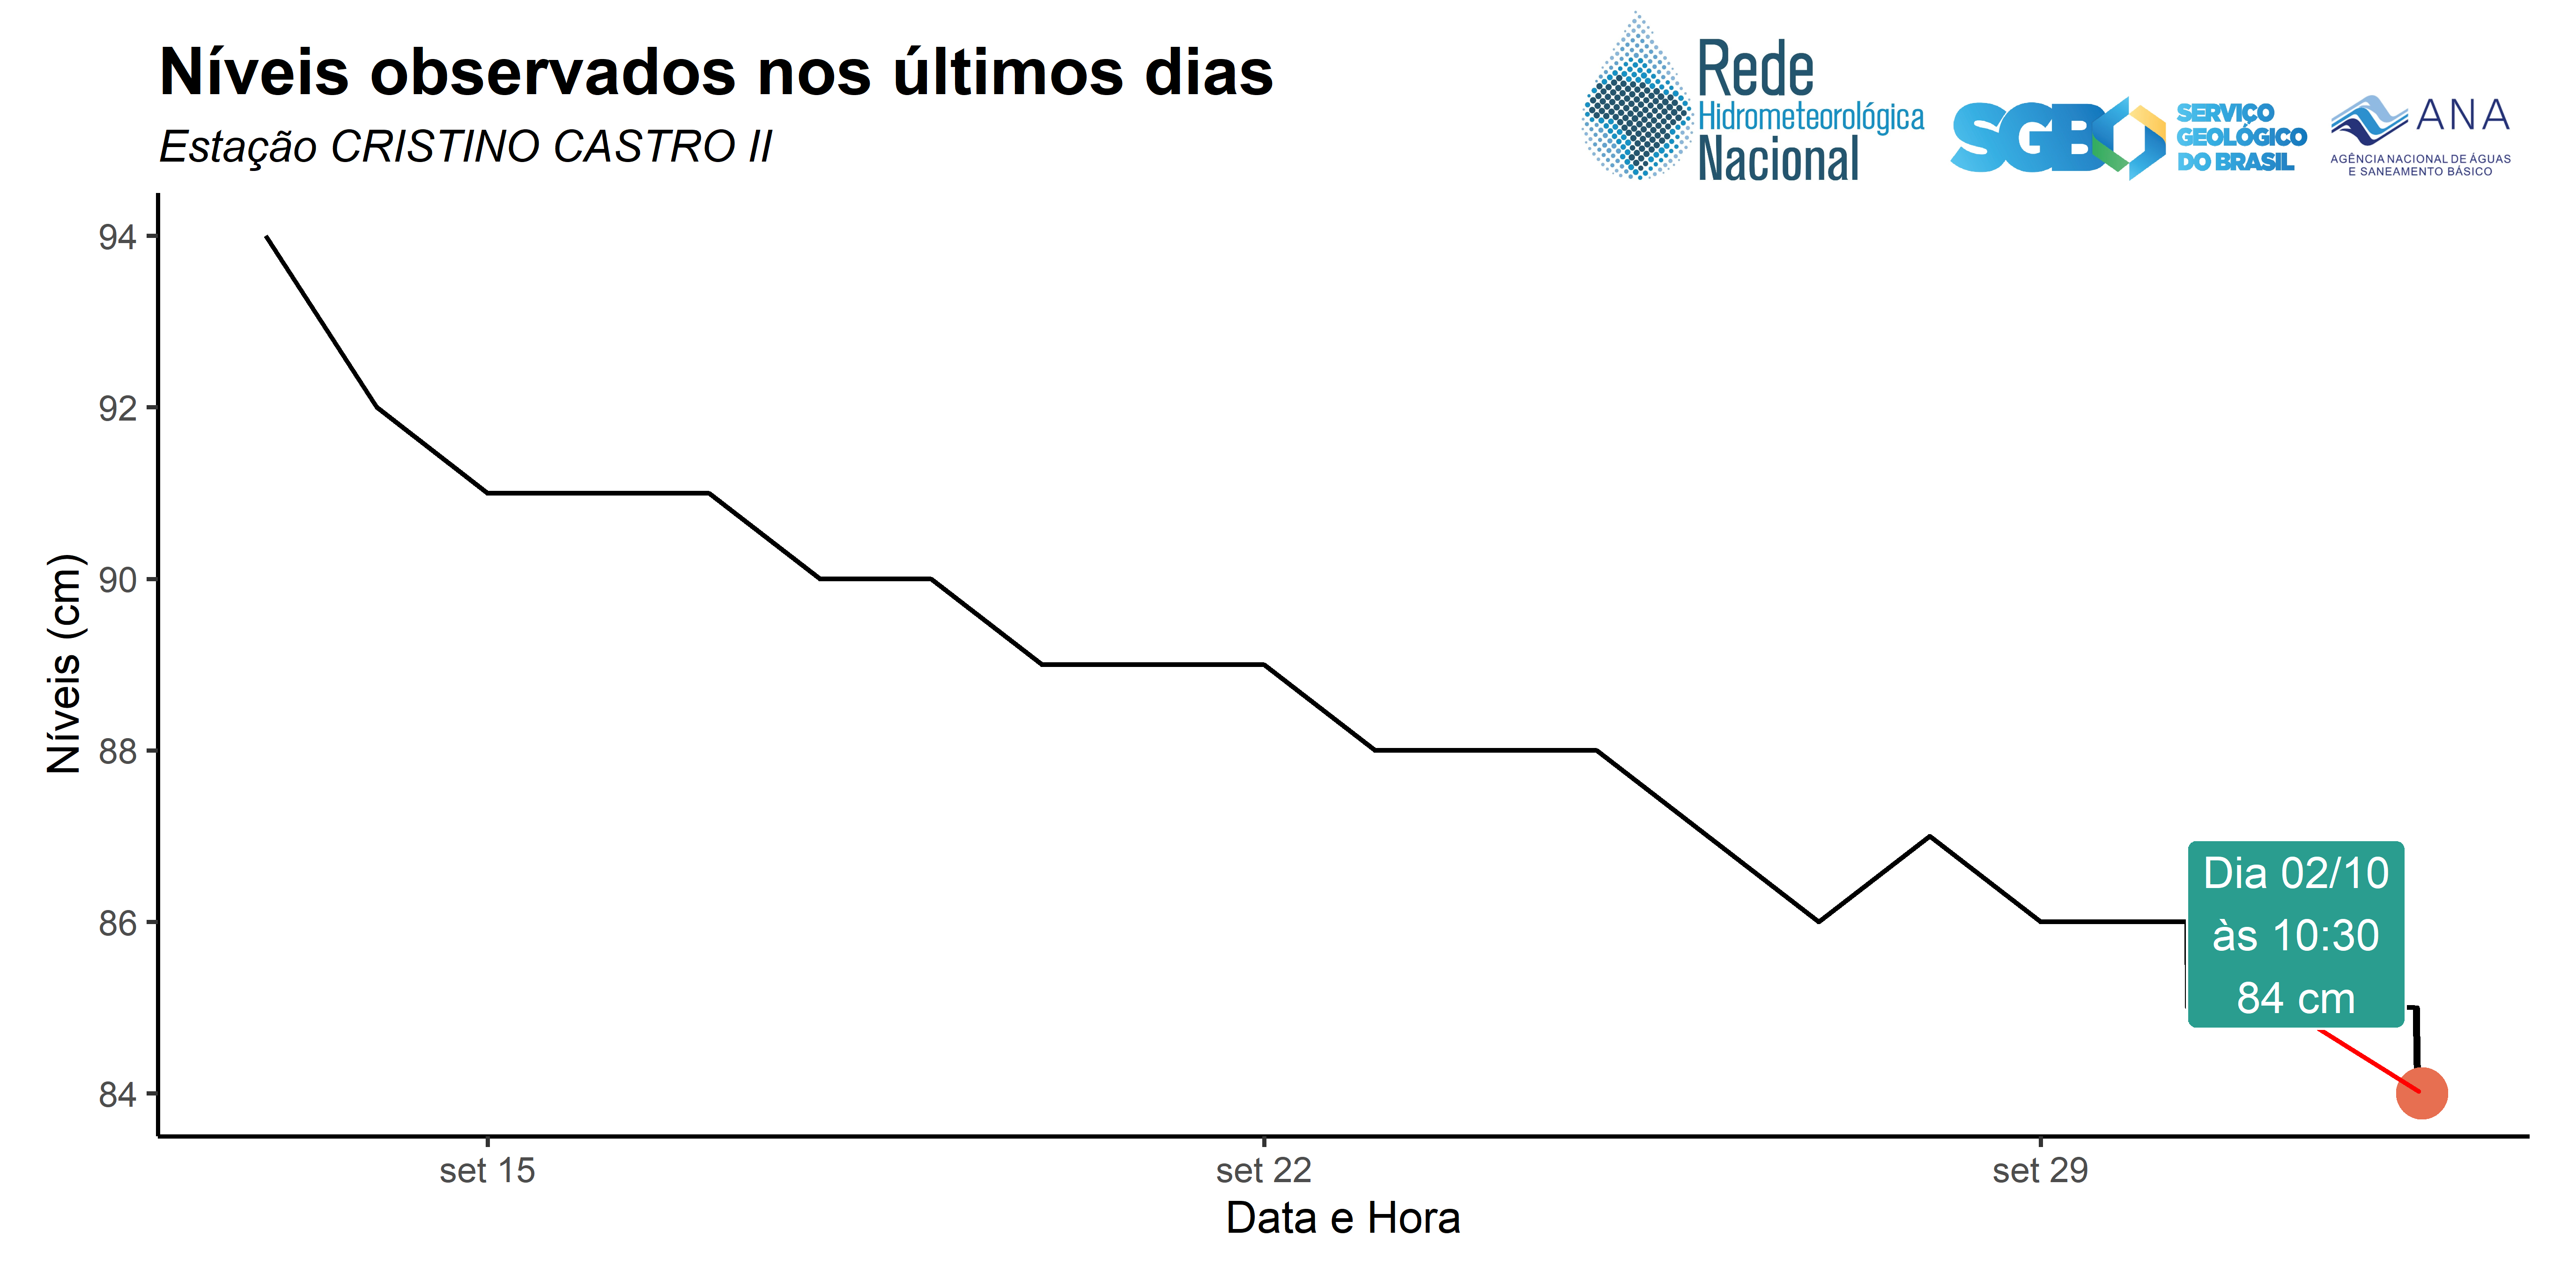 Níveis observados nos últimos dias
Estação CRISTINO CASTRO II
Rede
Hidrometeorológica
Nacional
SGB
SERVIÇO
GEOLÓGICO
DO BRASIL
ANA
AGÊNCIA NACIONAL DE ÁGUAS
E SANEAMENTO BÁSICO
Níveis (cm)
94
92
90
88
86
84
Dia 02/10
às 10:30
84 cm
set 15
set 22
set 29
Data e Hora